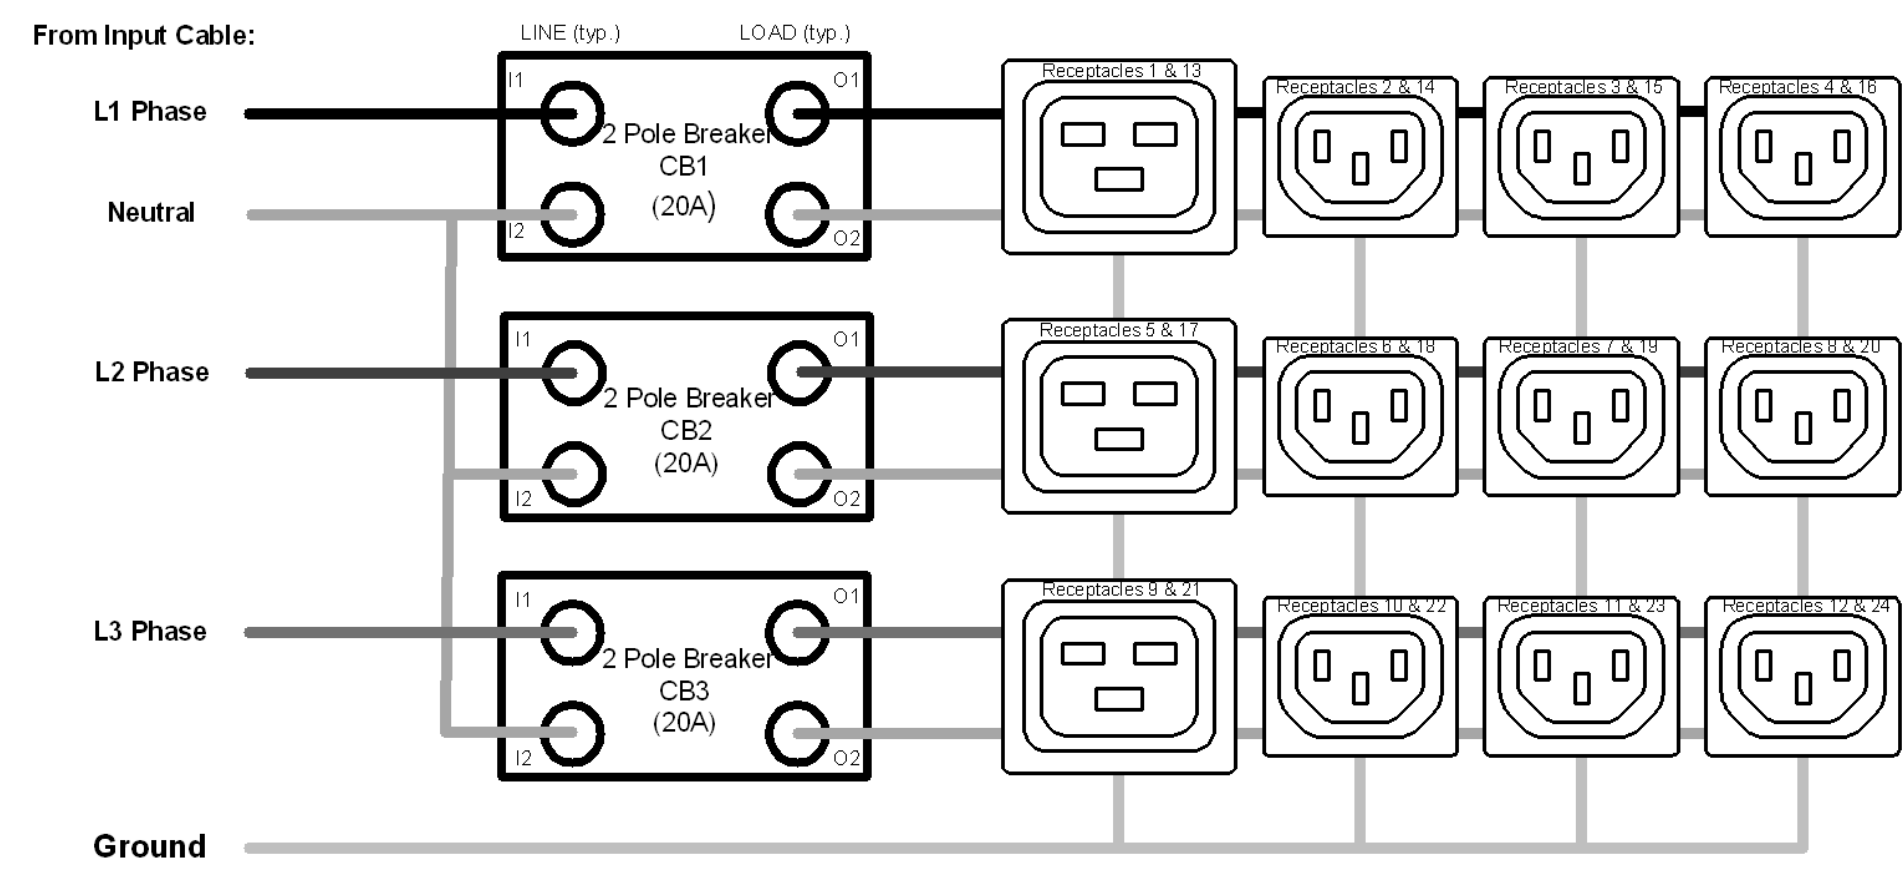 From Input Cable:
LINE (typ.)
LOAD (typ.)
L1 Phase
I1
O1
2 Pole Breaker
CB1
(20A)
Neutral
I2
O2
Receptacles 1 & 13
Receptacles 2 & 14
Receptacles 3 & 15
Receptacles 4 & 16
L2 Phase
I1
O1
2 Pole Breaker
CB2
(20A)
I2
O2
Receptacles 5 & 17
Receptacles 6 & 18
Receptacles 7 & 19
Receptacles 8 & 20
L3 Phase
I1
O1
2 Pole Breaker
CB3
(20A)
I2
O2
Receptacles 9 & 21
Receptacles 10 & 22
Receptacles 11 & 23
Receptacles 12 & 24
Ground